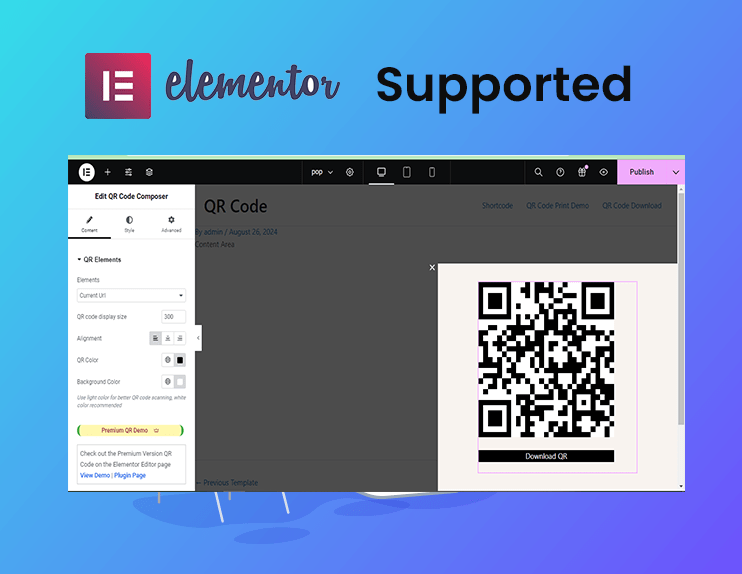 elementor Supported
pop
Publish
Edit QR Code Composer
Content
Style
Advanced
QR Elements
Elements
Current Url
QR code display size
300
Alignment
QR Color
Background Color
Use light color for better QR code scanning, white
color recommended
Premium QR Demo
Check out the Premium Version QR
Code on the Elementor Editor page
View Demo | Plugin Page
QR Code
Shortcode
QR Code Print Demo
QR Code Download
By admin / August 26, 2024
Content Area
X
Download QR
← Previous Template